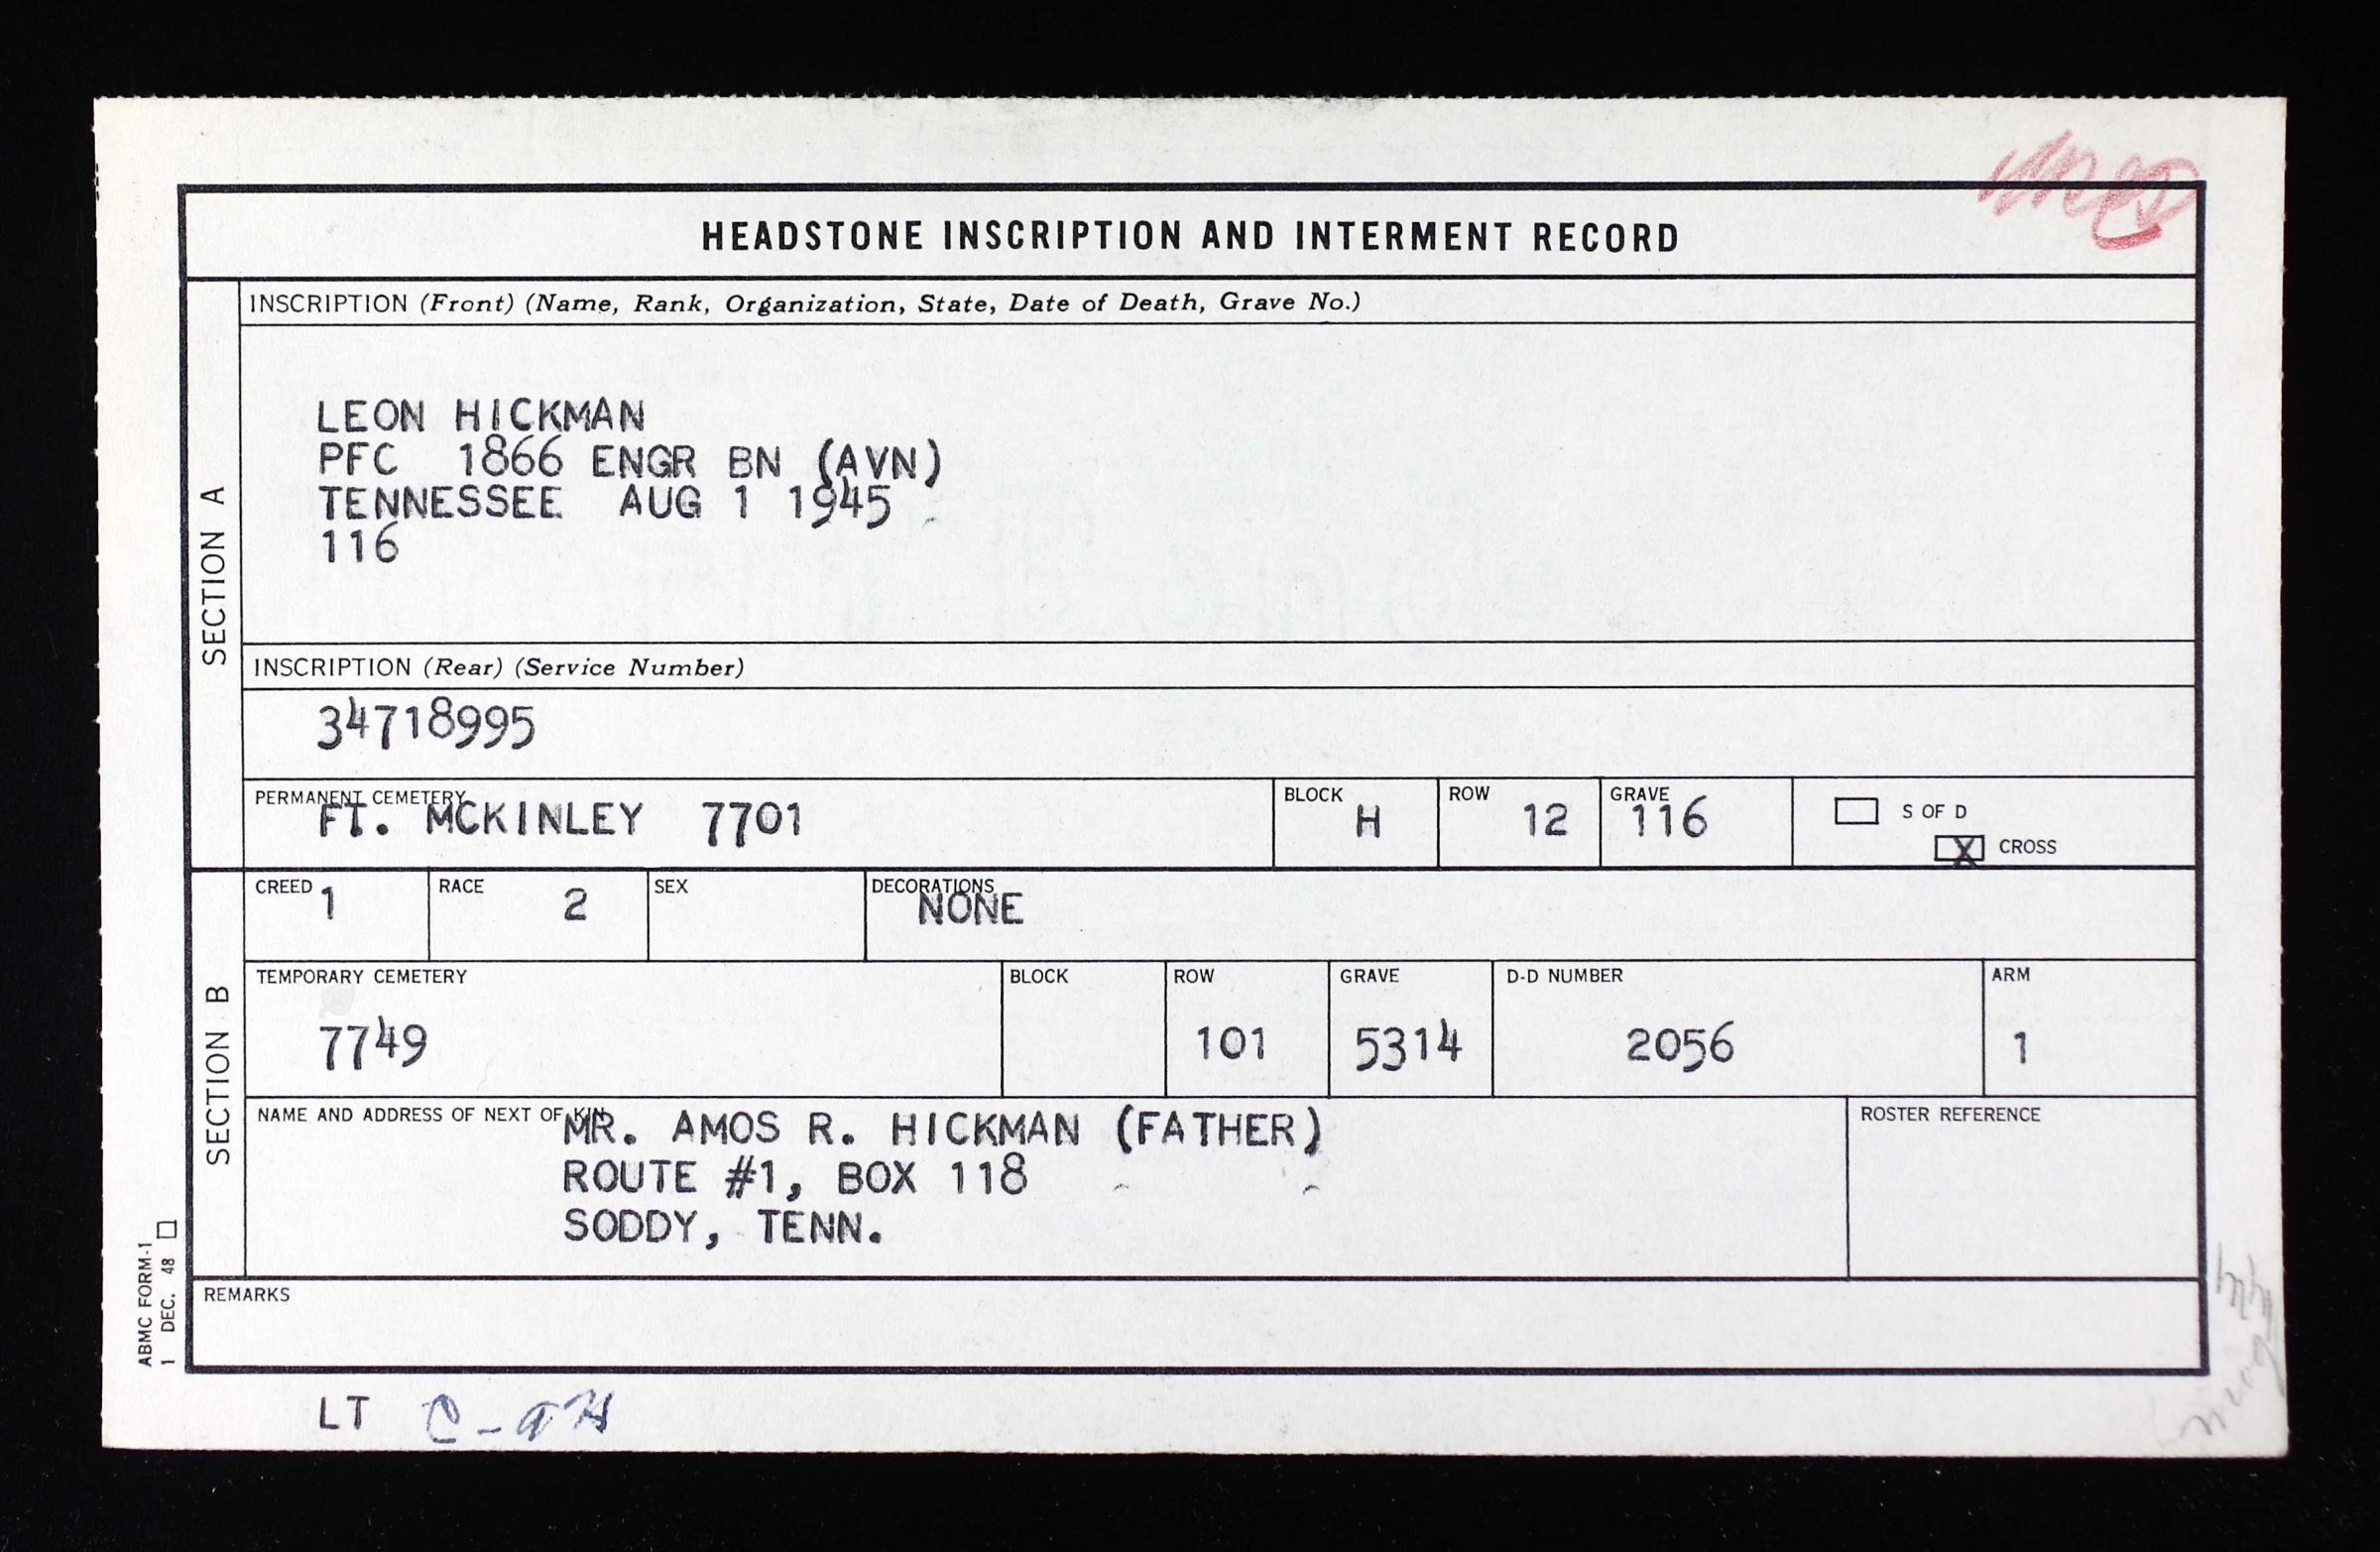 HEADSTONE INSCRIPTION AND INTERMENT RECORD
SECTION A
INSCRIPTION (Front) (Name, Rank, Organization, State, Date of Death, Grave No.)
LEON HICKMAN
PFC 1866 ENGR BN (AVN)
TENNESSEE AUG 1 1945
116
INSCRIPTION (Rear) (Service Number)
34718995
PERMANENT CEMETERY
FT. MCKINLEY 7701
BLOCK H
ROW 12
GRAVE 116
S OF D
X CROSS
SECTION B
CREED 1
RACE 2
SEX
DECORATIONS NONE
TEMPORARY CEMETERY
7749
BLOCK
ROW 101
GRAVE 5314
D-D NUMBER 2056
ARM 1
NAME AND ADDRESS OF NEXT OF KIN
MR. AMOS R. HICKMAN (FATHER)
ROUTE #1, BOX 118
SODDY, TENN.
ROSTER REFERENCE
REMARKS
ABMC FORM-1
1 DEC. 48
LT